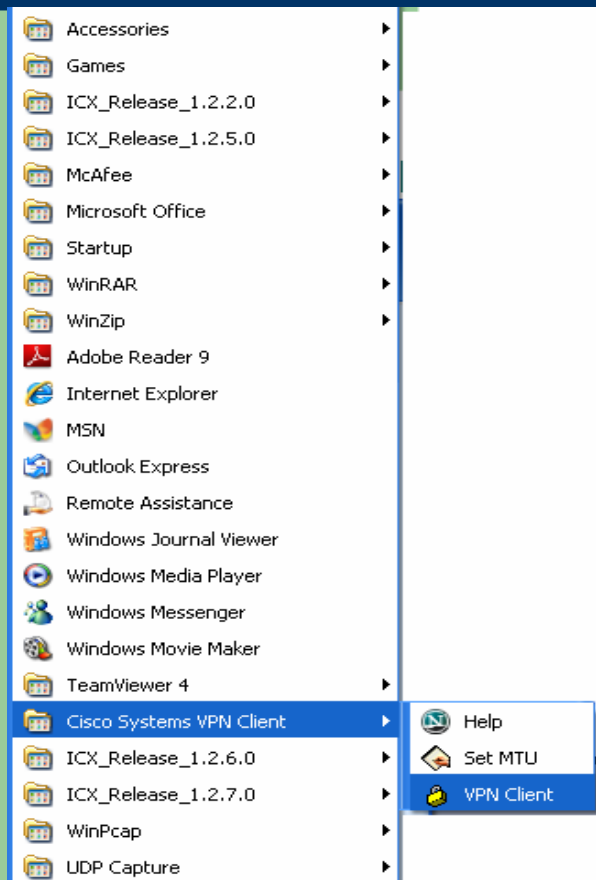 Accessories
Games
ICX_Release_1.2.2.0
ICX_Release_1.2.5.0
McAfee
Microsoft Office
Startup
WinRAR
WinZip
Adobe Reader 9
Internet Explorer
MSN
Outlook Express
Remote Assistance
Windows Journal Viewer
Windows Media Player
Windows Messenger
Windows Movie Maker
TeamViewer 4
Cisco Systems VPN Client
Help
ICX_Release_1.2.6.0
Set MTU
ICX_Release_1.2.7.0
VPN Client
WinPcap
UDP Capture